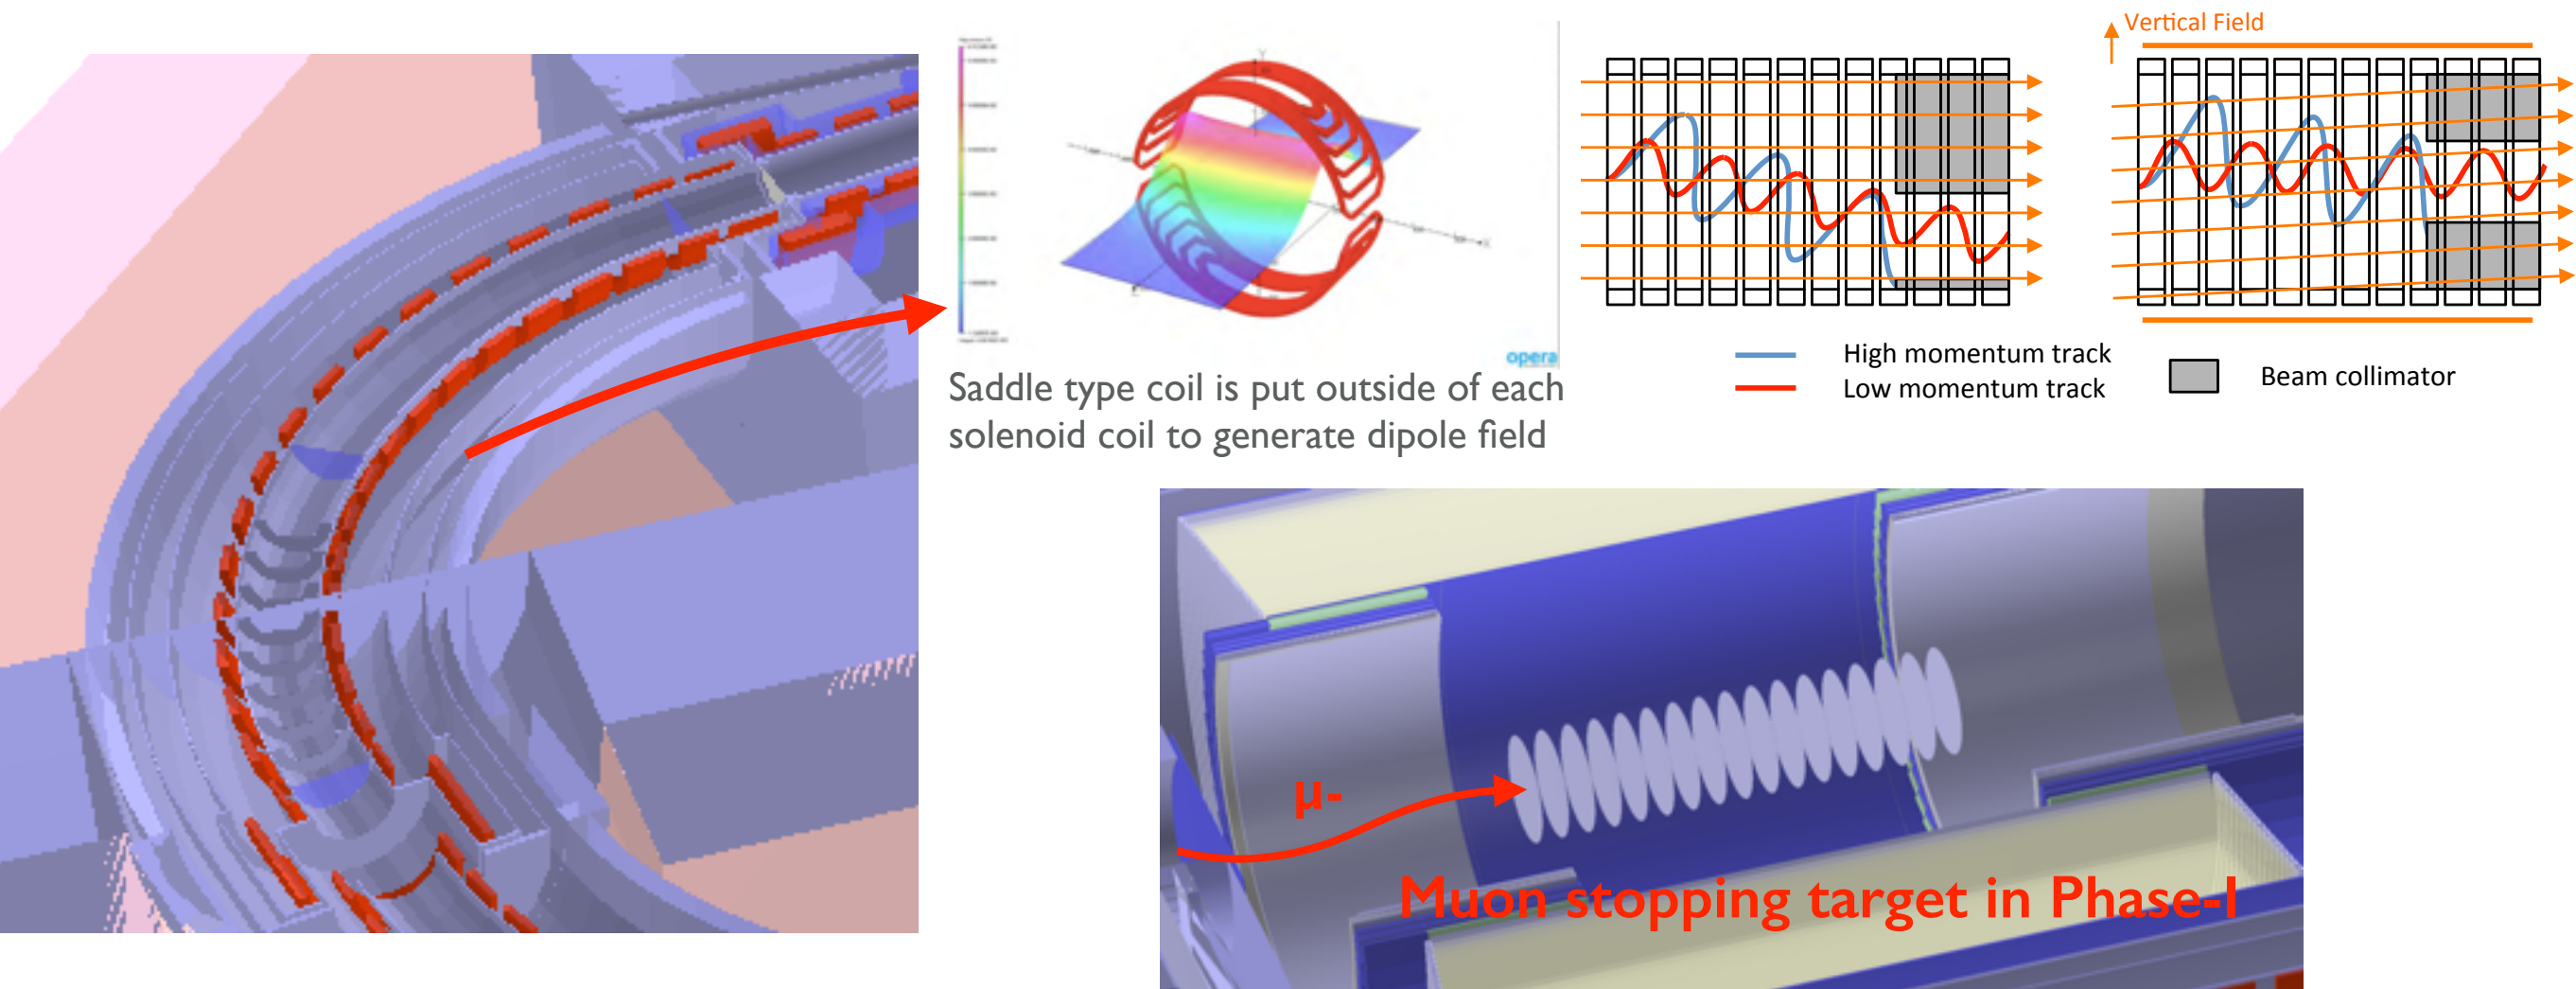 Vertical Field
opera
Saddle type coil is put outside of each
solenoid coil to generate dipole field
High momentum track
Low momentum track
Beam collimator
μ-
Muon stopping target in Phase-I